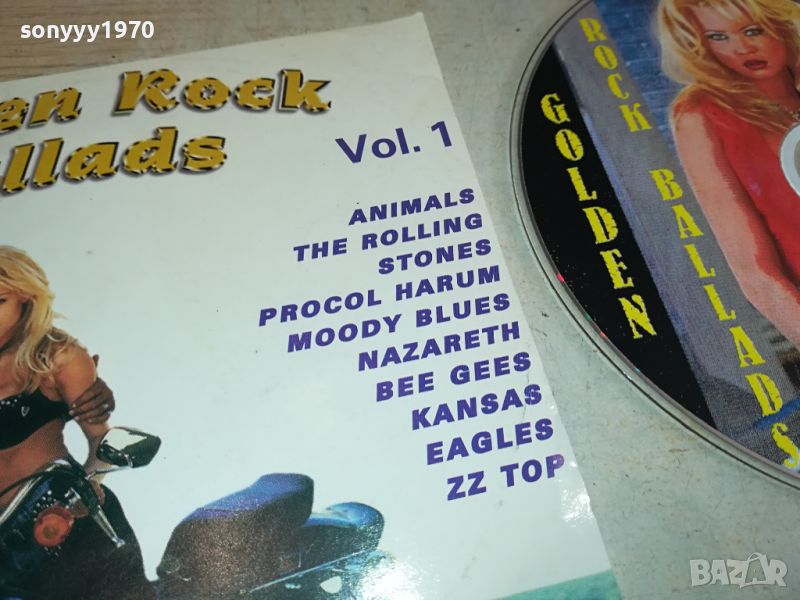 sonyyy1970
en Rock
llads
Vol. 1
ANIMALS
THE ROLLING
STONES
PROCOL HARUM
MOODY BLUES
NAZARETH
BEE GEES
KANSAS
EAGLES
ZZ TOP
GOLDEN
ROCK BALLADS
BAZAR